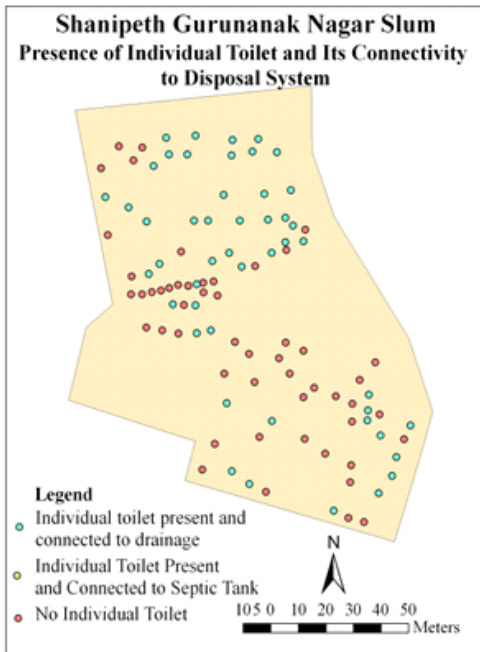 Shanipeth Gurunanak Nagar Slum
Presence of Individual Toilet and Its Connectivity
to Disposal System
Legend
Individual toilet present and
connected to drainage
Individual Toilet Present
and Connected to Septic Tank
No Individual Toilet
N
10 5 0 10 20 30 40 50
Meters